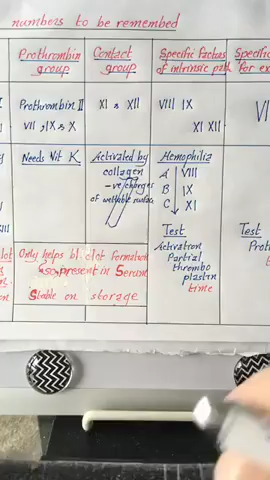 numbers to be remembered
Prothrombin
group
Contact
group
Specific factors
of intrinsic path
Specific
for e
Prothrombin II
VII, IX & X
XI & XII
VIII IX
XI XII
VI
Needs Vit K
Activated by
collagen
-ve charges
of wettable surface
Hemophilia
A VIII
B IX
C XI
Test
Activation
Partial
thrombo
plastin
time
Test
Proth
t
lot
Only helps bl. clot formation
also present in Serum
Stable on storage